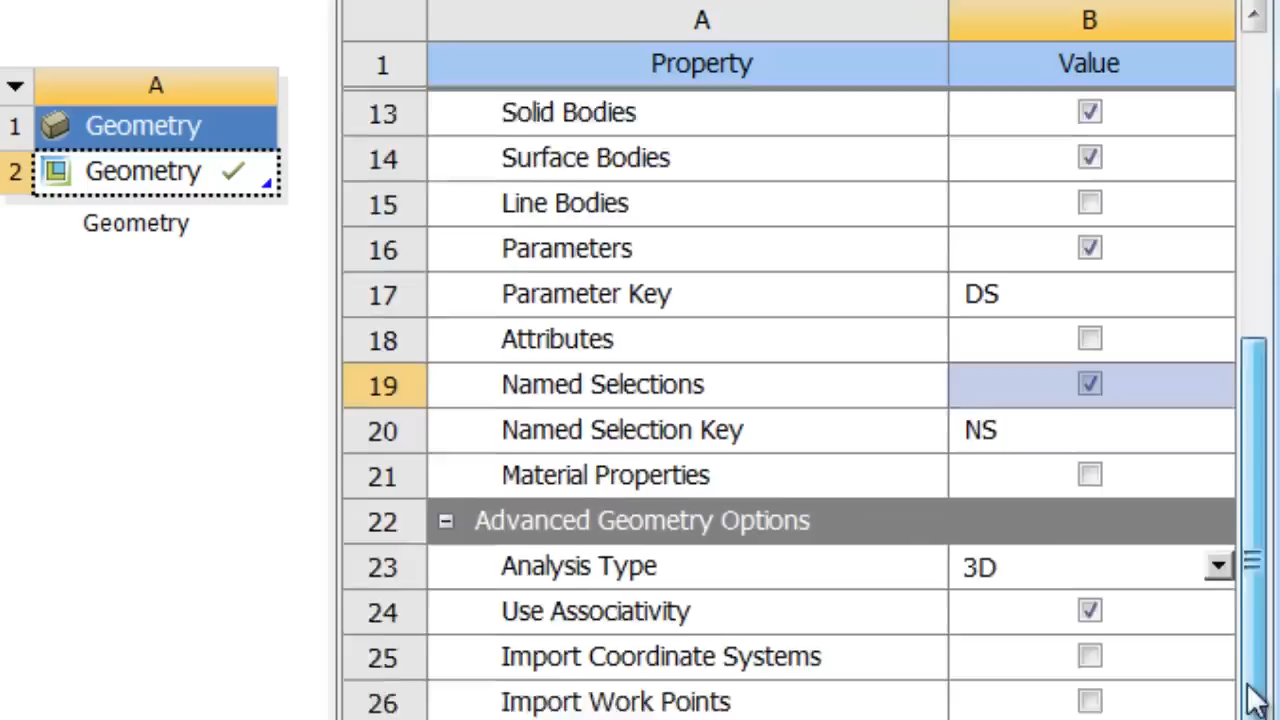 A
1 Geometry
2 Geometry
Geometry
A B
1 Property Value
13 Solid Bodies
14 Surface Bodies
15 Line Bodies
16 Parameters
17 Parameter Key DS
18 Attributes
19 Named Selections
20 Named Selection Key NS
21 Material Properties
22 Advanced Geometry Options
23 Analysis Type 3D
24 Use Associativity
25 Import Coordinate Systems
26 Import Work Points